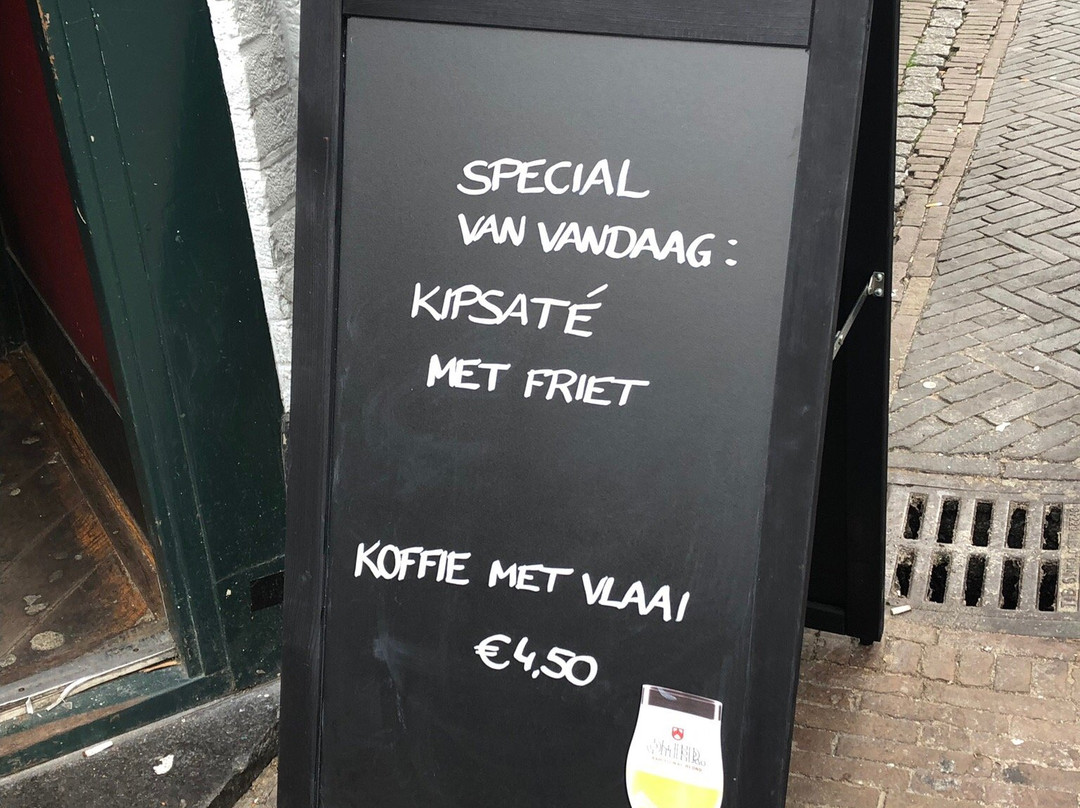 SPECIAL
VAN VANDAAG:
KIPSATÉ
MET FRIET
KOFFIE MET VLAAI
€4,50